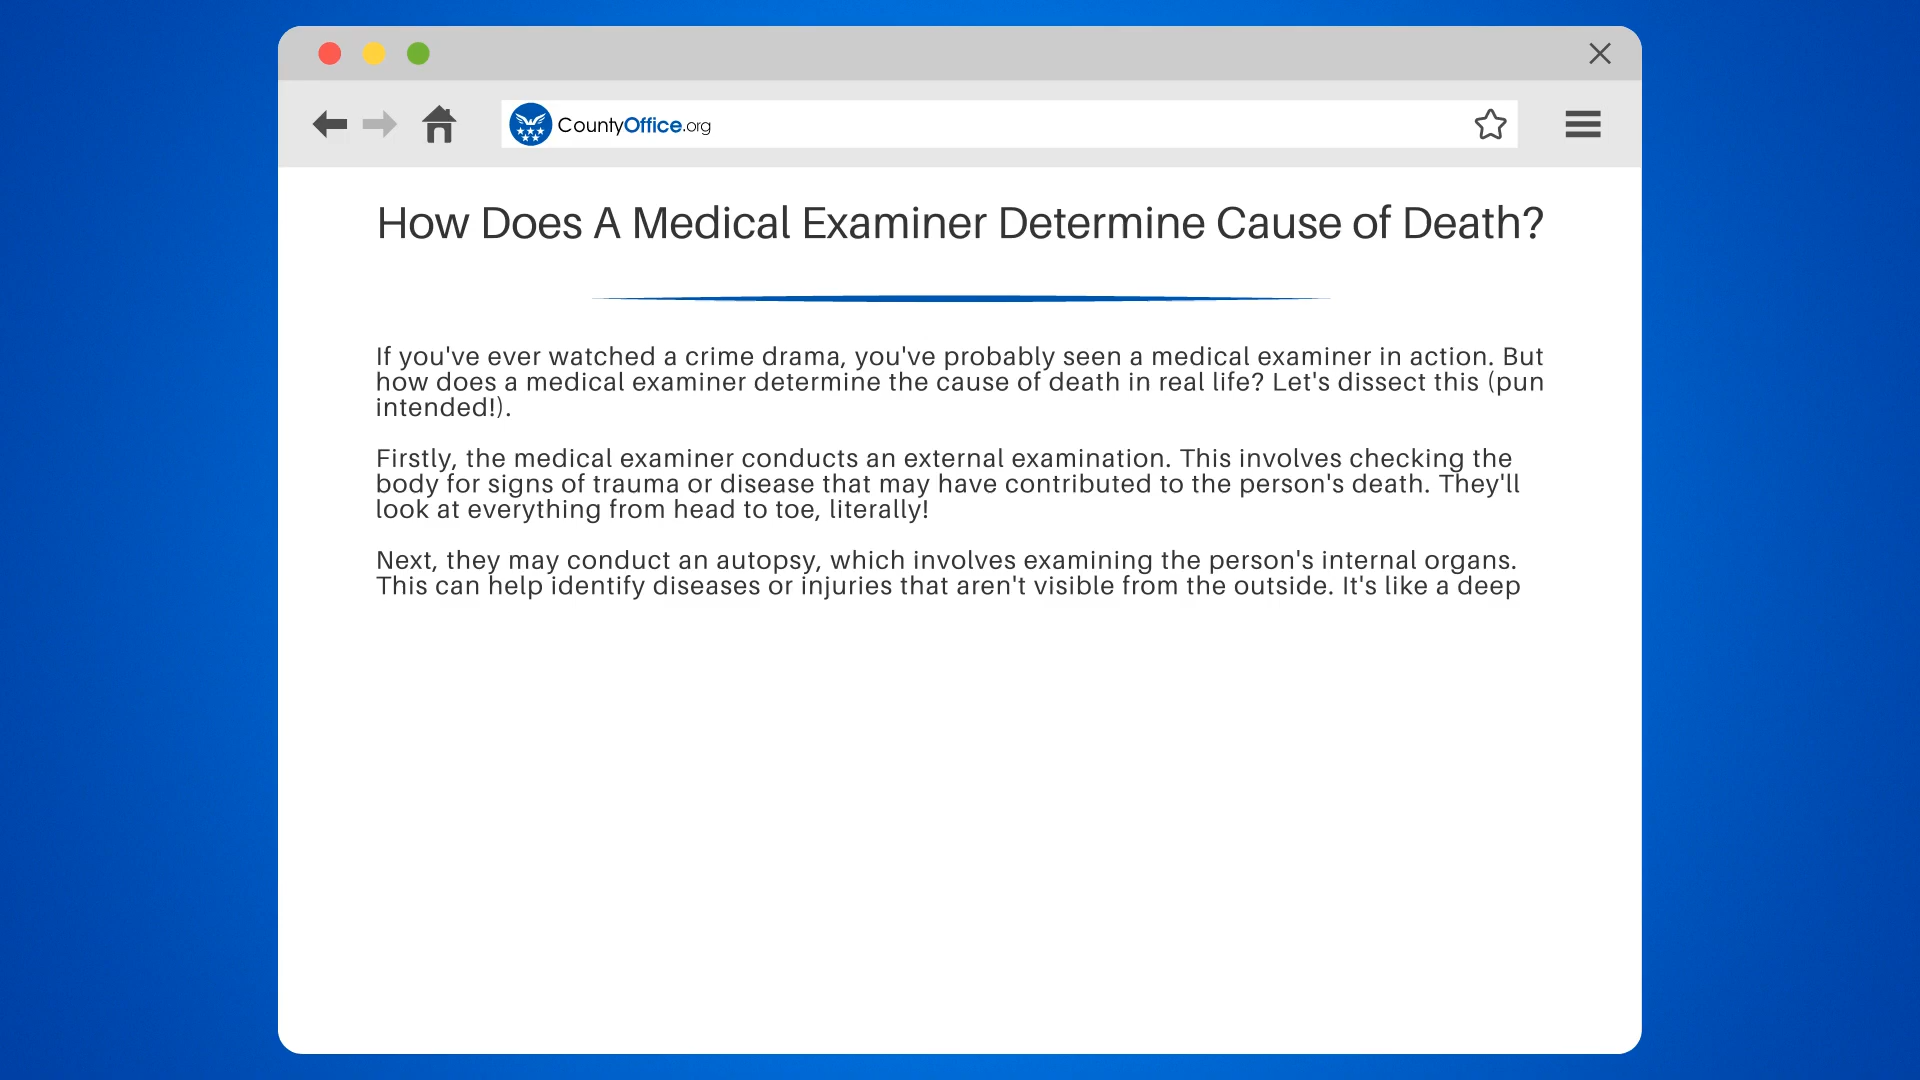 CountyOffice.org
How Does A Medical Examiner Determine Cause of Death?
If you've ever watched a crime drama, you've probably seen a medical examiner in action. But
how does a medical examiner determine the cause of death in real life? Let's dissect this (pun
intended!).
Firstly, the medical examiner conducts an external examination. This involves checking the
body for signs of trauma or disease that may have contributed to the person's death. They'll
look at everything from head to toe, literally!
Next, they may conduct an autopsy, which involves examining the person's internal organs.
This can help identify diseases or injuries that aren't visible from the outside. It's like a deep